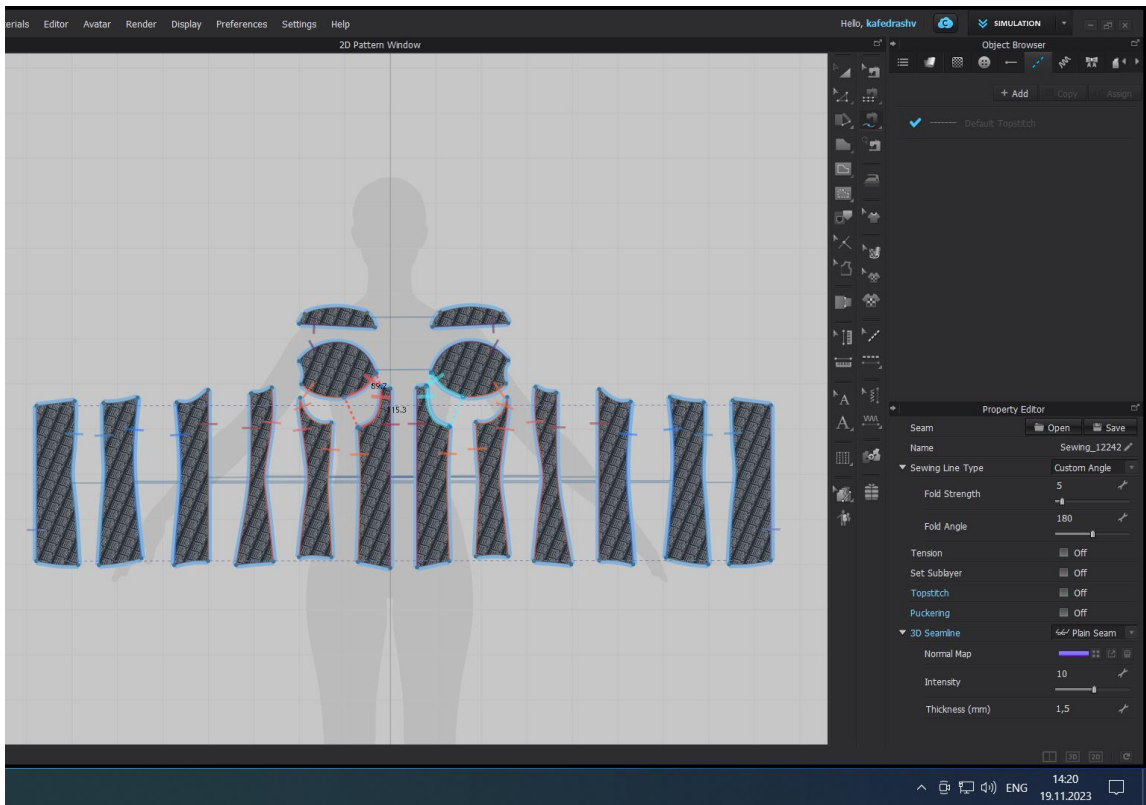 erials Editor Avatar Render Display Preferences Settings Help Hello, kafedrashv SIMULATION
2D Pattern Window Object Browser
+ Add Copy Assign
Default Topstitch
59.7
115.3
Property Editor
Seam Open Save
Name Sewing_12242
Sewing Line Type Custom Angle
Fold Strength 5
Fold Angle 180
Tension Off
Set Sublayer Off
Topstitch Off
Puckering Off
3D Seamline Plain Seam
Normal Map
Intensity 10
Thickness (mm) 1,5
3D 2D
ENG 14:20
19.11.2023